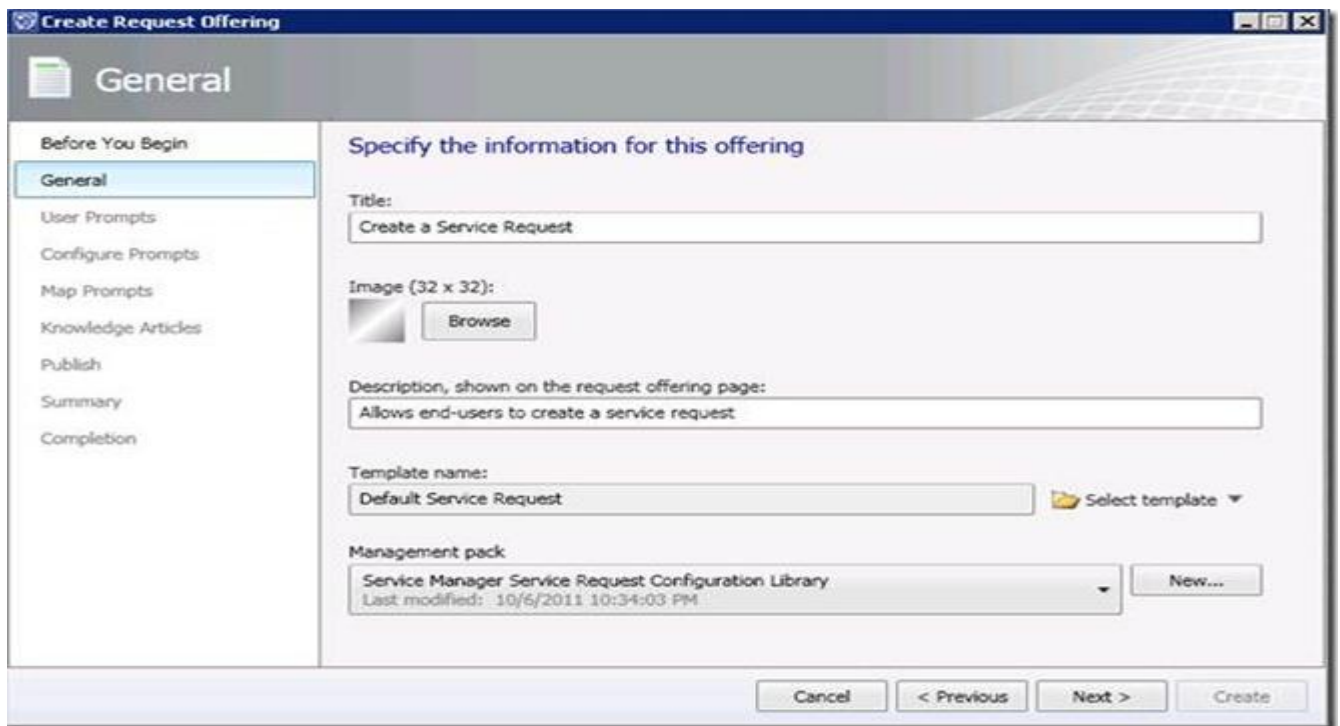 Create Request Offering
General
Before You Begin
General
User Prompts
Configure Prompts
Map Prompts
Knowledge Articles
Publish
Summary
Completion
Specify the information for this offering
Title:
Create a Service Request
Image (32 x 32):
Browse
Description, shown on the request offering page:
Allows end-users to create a service request
Template name:
Default Service Request
Select template
Management pack
Service Manager Service Request Configuration Library
Last modified: 10/6/2011 10:34:03 PM
New...
Cancel
< Previous
Next >
Create